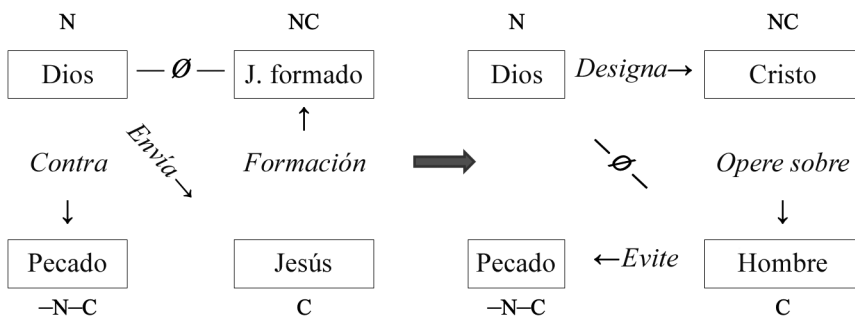 N NC N NC
Dios — Ø — J. formado Dios Designa→ Cristo
Envía→
Contra Formación Ø Opere sobre
Pecado Jesús Pecado ←Evite Hombre
–N–C C –N–C C